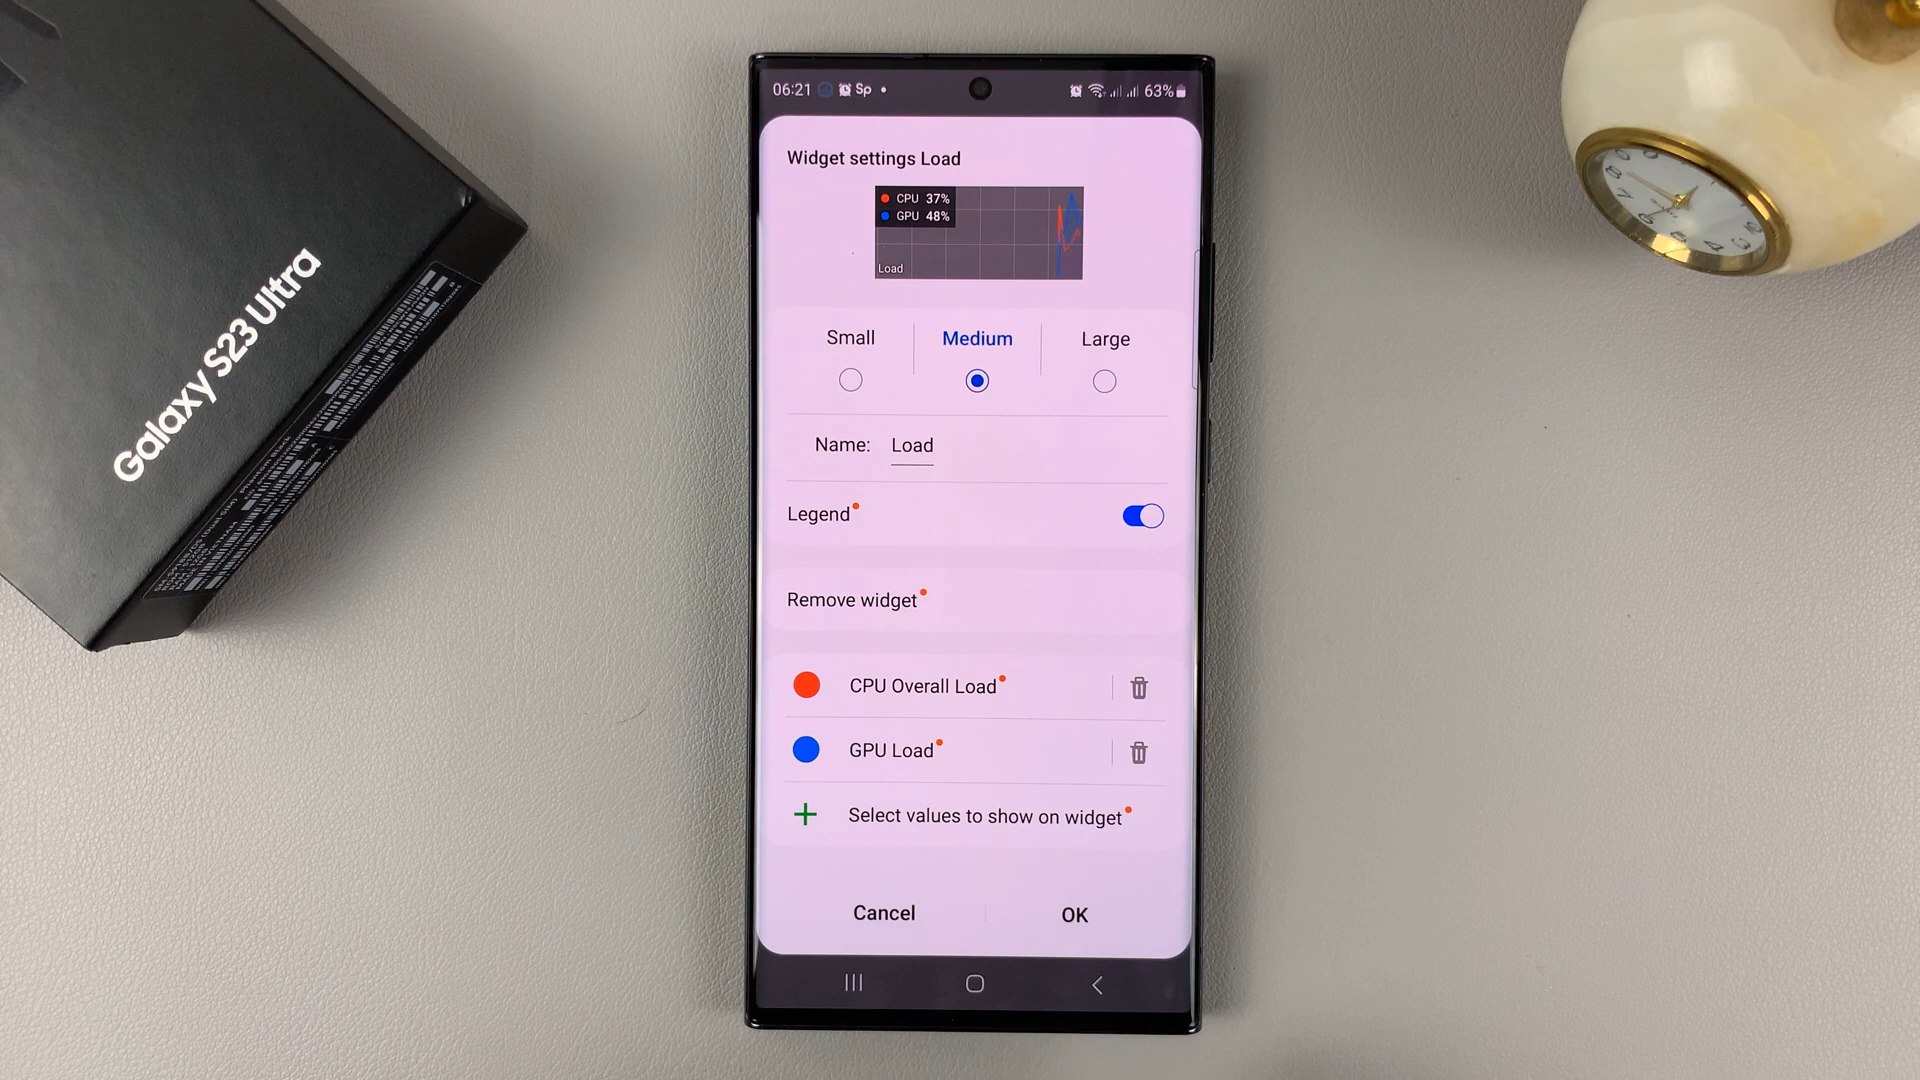 Galaxy S23 Ultra
06:21 Sp 63%
Widget settings Load
CPU 37%
GPU 48%
Load
Small Medium Large
Name: Load
Legend
Remove widget
CPU Overall Load
GPU Load
Select values to show on widget
Cancel OK